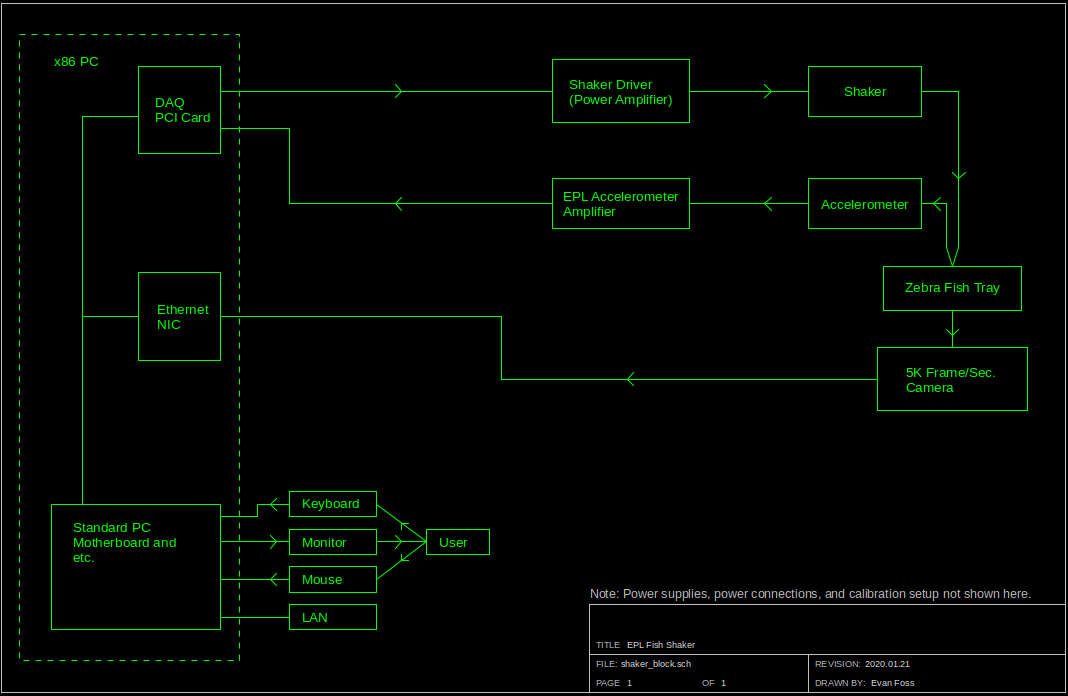 x86 PC
DAQ
PCI Card
Shaker Driver
(Power Amplifier)
Shaker
EPL Accelerometer
Amplifier
Accelerometer
Zebra Fish Tray
Ethernet
NIC
5K Frame/Sec.
Camera
Standard PC
Motherboard and
etc.
Keyboard
Monitor
User
Mouse
LAN
Note: Power supplies, power connections, and calibration setup not shown here.
TITLE EPL Fish Shaker
FILE: shaker_block.sch
REVISION: 2020.01.21
PAGE 1 OF 1
DRAWN BY: Evan Foss